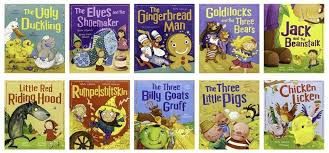 The Ugly
Duckling
The Elves and the
Shoemaker
The
Gingerbread
Man
Goldilocks
and the Three
Bears
Jack
and the
Beanstalk
Little Red
Riding Hood
Rumpelstiltskin
The Three
Billy Goats
Gruff
The Three
Little Pigs
Chicken
Licken